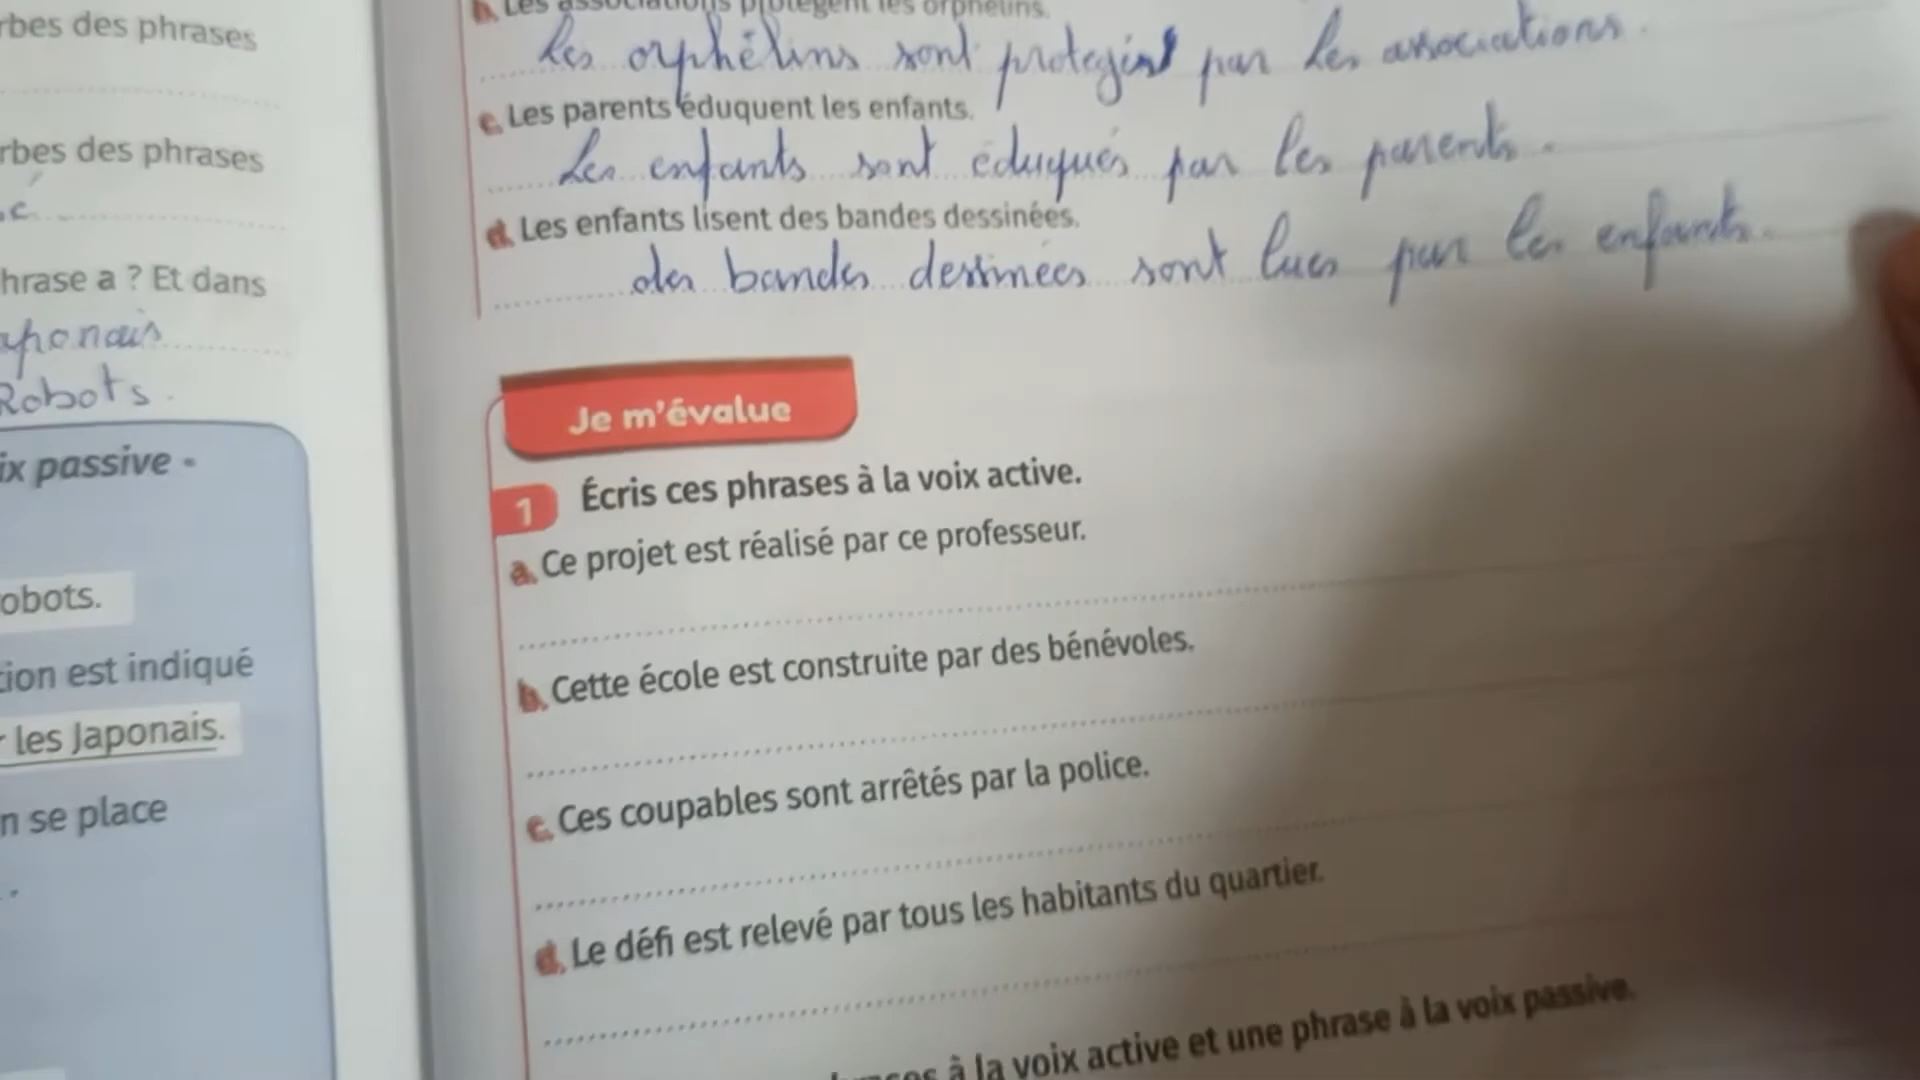 rbes des phrases
rbes des phrases
é
hrase a ? Et dans
aponais
Robots.
ix passive -
obots.
tion est indiqué
r les Japonais.
n se place
b. Les associations protègent les orphelins.
Les orphélins sont protegés par les associations.
c. Les parents éduquent les enfants.
Les enfants sont éduqués par les parents.
d. Les enfants lisent des bandes dessinées.
des bandes dessinées sont lues par les enfants.
Je m'évalue
1 Écris ces phrases à la voix active.
a. Ce projet est réalisé par ce professeur.
b. Cette école est construite par des bénévoles.
c. Ces coupables sont arrêtés par la police.
d. Le défi est relevé par tous les habitants du quartier.
à la voix active et une phrase à la voix passive.